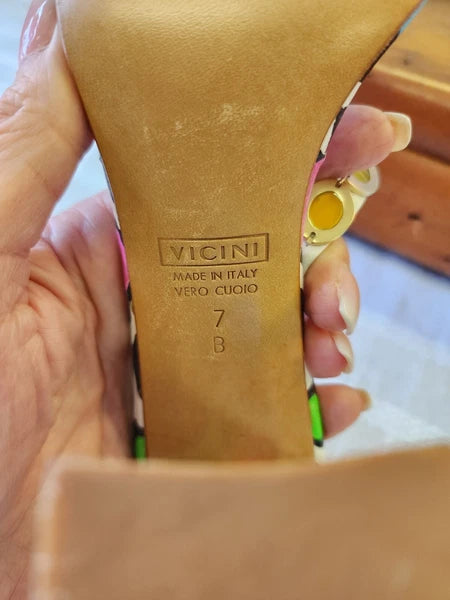 VICINI
MADE IN ITALY
VERO CUOIO
7
B